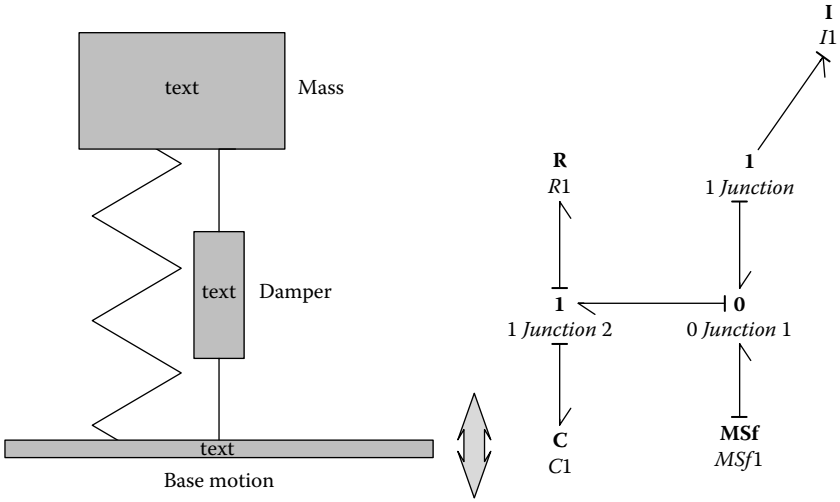 text
Mass
text
Damper
text
Base motion
I
I1
R
R1
1
1 Junction
1
1 Junction 2
0
0 Junction 1
C
C1
MSf
MSf1